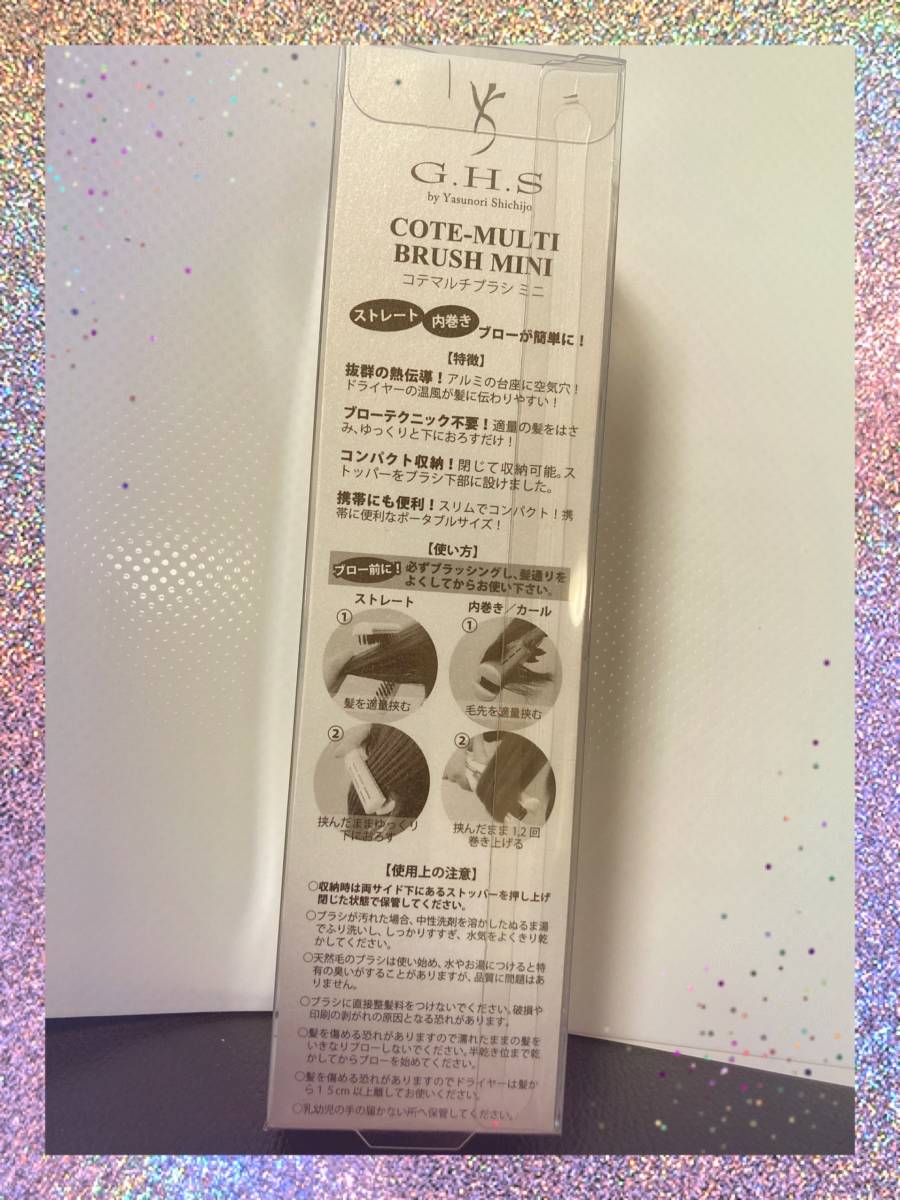 G.H.S
by Yasunori Shichijo
COTE-MULTI
BRUSH MINI
コテマルチブラシ ミニ
ストレート 内巻き ブローが簡単に！
【特徴】
抜群の熱伝導！アルミの台座に空気穴！
ドライヤーの温風が髪に伝わりやすい！
ブローテクニック不要！適量の髪をはさ
み、ゆっくりと下におろすだけ！
コンパクト収納！閉じて収納可能。ス
トッパーをブラシ下部に設けました。
携帯にも便利！スリムでコンパクト！携
帯に便利なポータブルサイズ！
【使い方】
ブロー前に！必ずブラッシングし、髪通りを
よくしてからお使い下さい。
ストレート
①
髪を適量挟む
②
挟んだままゆっくり
下におろす
内巻き／カール
①
毛先を適量挟む
②
挟んだまま1,2回
巻き上げる
【使用上の注意】
○収納時は両サイド下にあるストッパーを押し上げ
閉じた状態で保管してください。
○ブラシが汚れた場合、中性洗剤を溶かしたぬるま湯
でふり洗いし、しっかりすすぎ、水気をよくきり乾
かしてください。
○天然毛のブラシは使い始め、水やお湯につけると特
有の臭いがすることがありますが、品質に問題はあ
りません。
○ブラシに直接整髪料をつけないでください。破損や
印刷の剥がれの原因となる恐れがあります。
○髪を傷める恐れがありますので濡れたままの髪を
いきなりブローしないでください。半乾き位まで乾
かしてからブローを始めてください。
○髪を傷める恐れがありますのでドライヤーは髪か
ら15cm以上離してお使いください。
○乳幼児の手の届かない所へ保管してください。